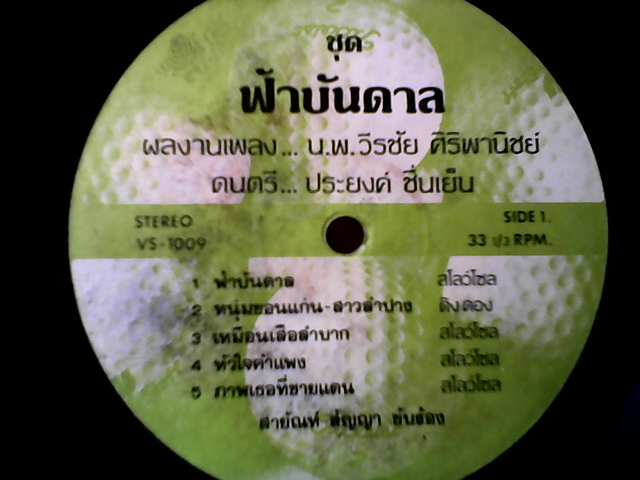 ชุด
ฟ้าบันดาล
ผลงานเพลง... น.พ.วีรชัย ศิริพานิชย์
ดนตรี... ประยงค์ ชื่นเย็น
STEREO SIDE 1.
VS-1009 33 1/3 RPM.
1 ฟ้าบันดาล สโลว์โซล
2 หนุ่มขอนแก่น-สาวลำปาง ดิงดอง
3 เหมือนเสือลำบาก สโลว์โซล
4 หัวใจกำแพง สโลว์โซล
5 ภาพเธอที่ชายแดน สโลว์โซล
สายัณห์ สัญญา ขับร้อง